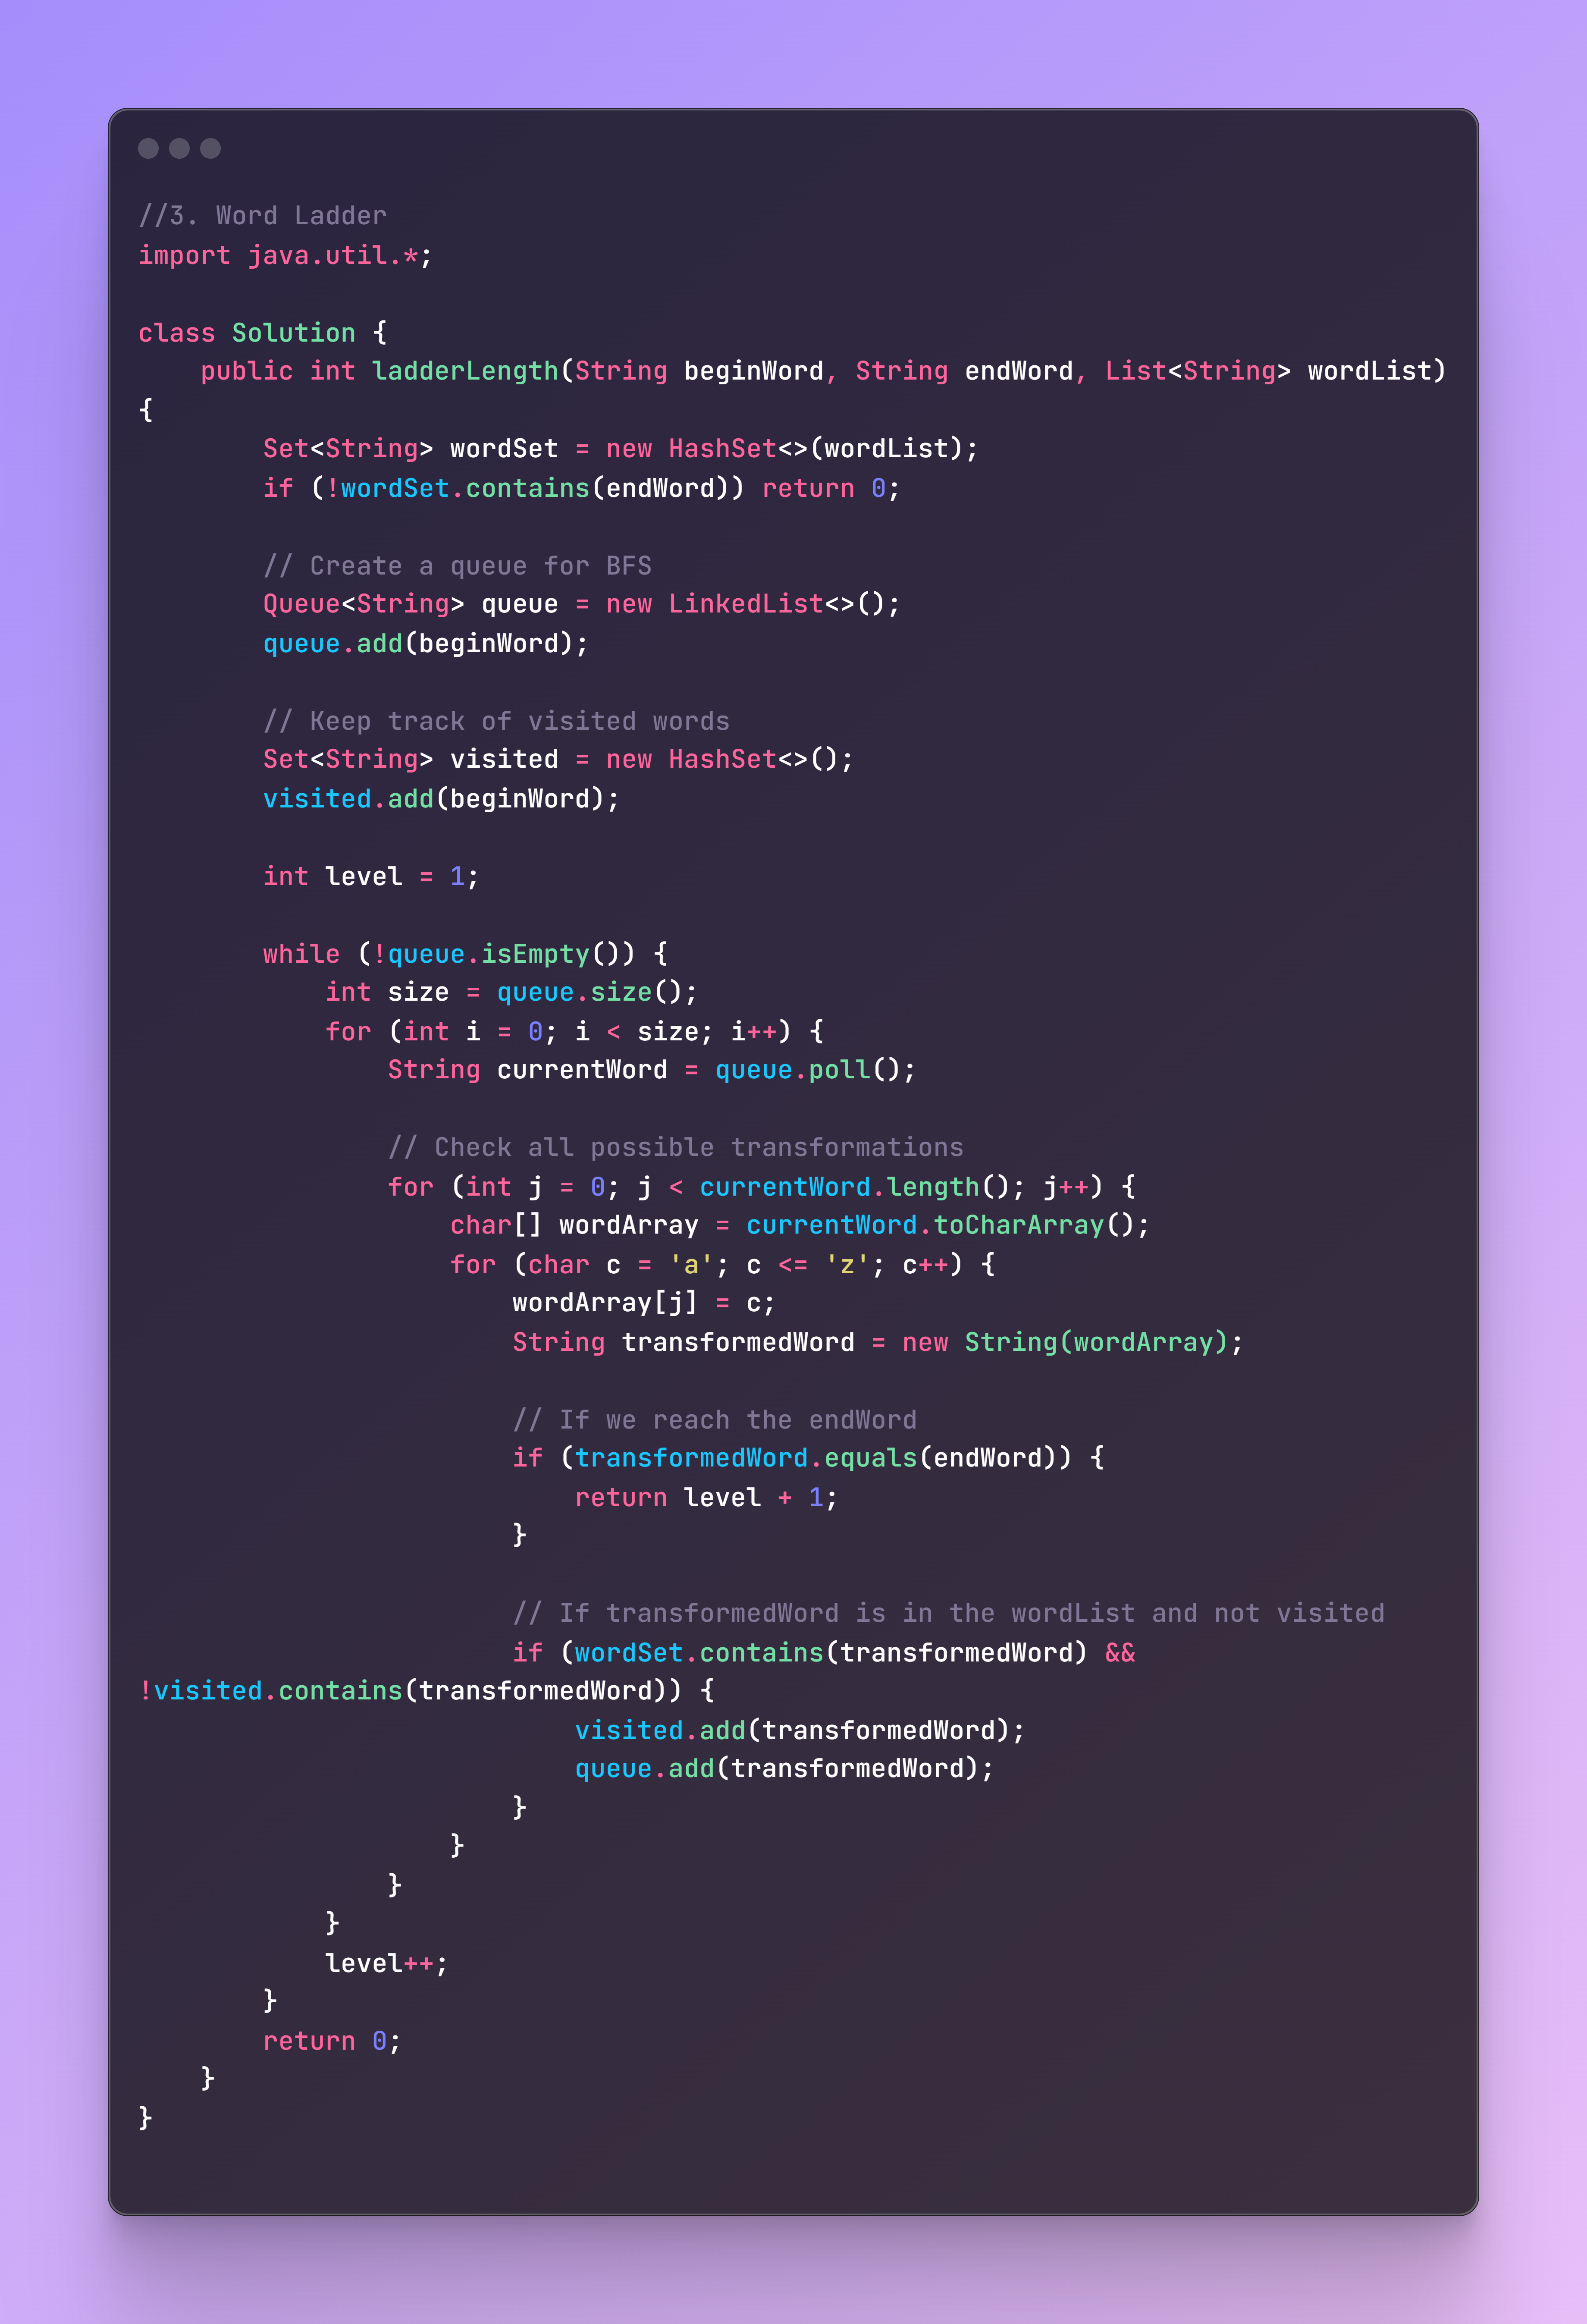 //3. Word Ladder
import java.util.*;
class Solution {
    public int ladderLength(String beginWord, String endWord, List<String> wordList)
{
        Set<String> wordSet = new HashSet<>(wordList);
        if (!wordSet.contains(endWord)) return 0;
        // Create a queue for BFS
        Queue<String> queue = new LinkedList<>();
        queue.add(beginWord);
        // Keep track of visited words
        Set<String> visited = new HashSet<>();
        visited.add(beginWord);
        int level = 1;
        while (!queue.isEmpty()) {
            int size = queue.size();
            for (int i = 0; i < size; i++) {
                String currentWord = queue.poll();
                // Check all possible transformations
                for (int j = 0; j < currentWord.length(); j++) {
                    char[] wordArray = currentWord.toCharArray();
                    for (char c = 'a'; c <= 'z'; c++) {
                        wordArray[j] = c;
                        String transformedWord = new String(wordArray);
                        // If we reach the endWord
                        if (transformedWord.equals(endWord)) {
                            return level + 1;
                        }
                        // If transformedWord is in the wordList and not visited
                        if (wordSet.contains(transformedWord) &&
!visited.contains(transformedWord)) {
                            visited.add(transformedWord);
                            queue.add(transformedWord);
                        }
                    }
                }
            }
            level++;
        }
        return 0;
    }
}